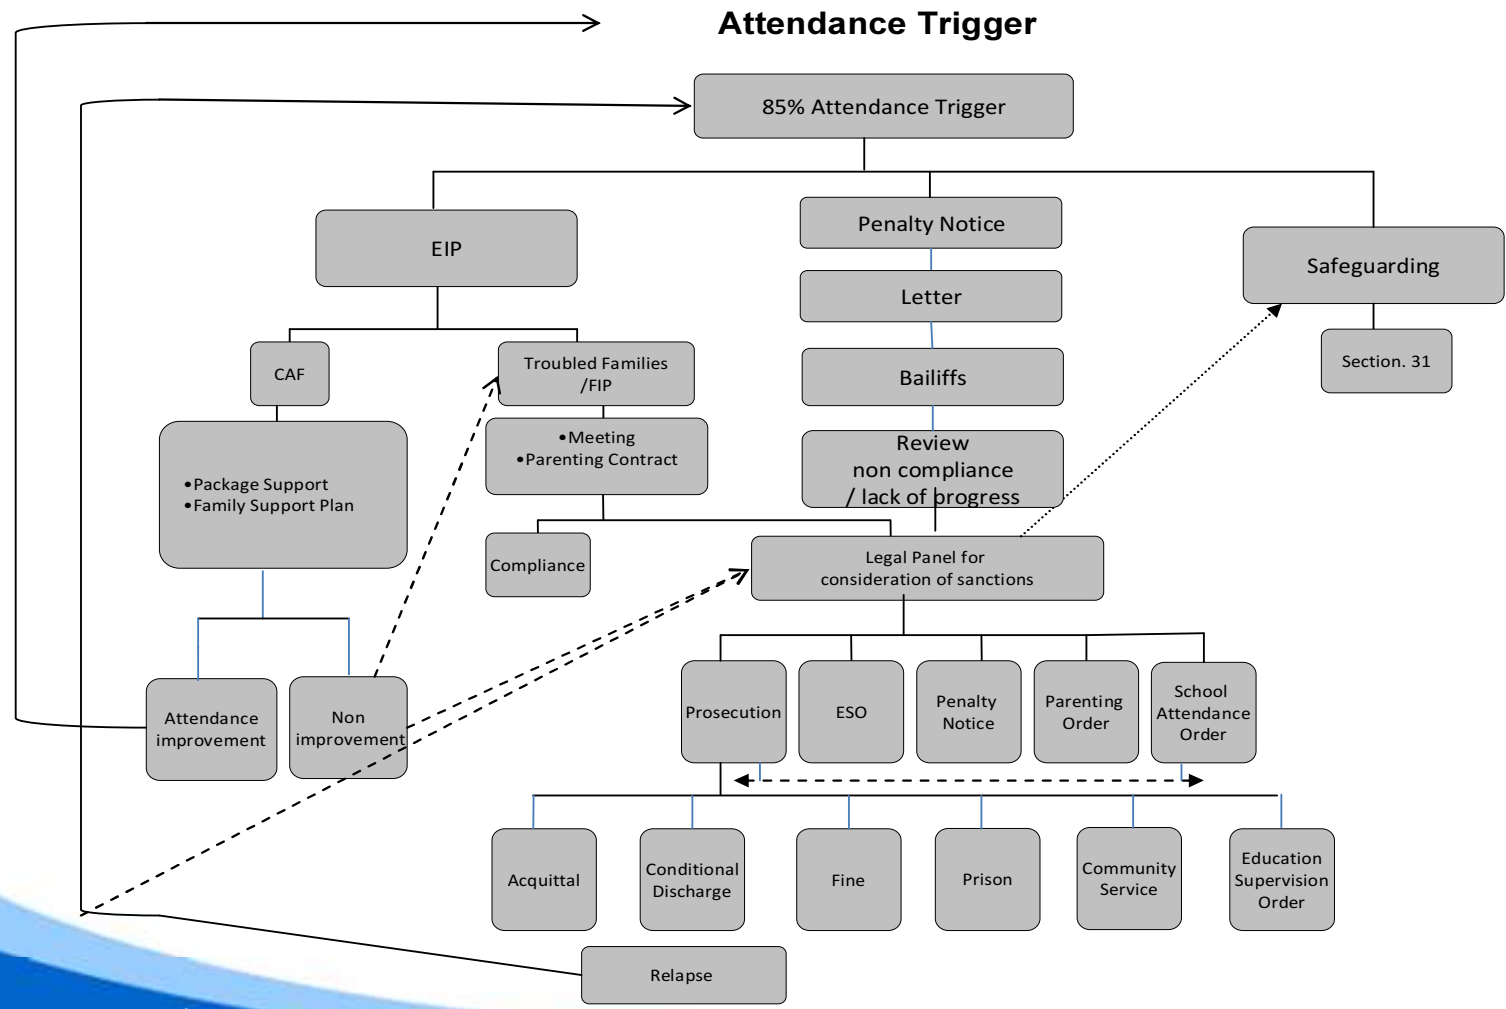 Attendance Trigger
85% Attendance Trigger
EIP
Penalty Notice
Safeguarding
Letter
CAF
Troubled Families
/FIP
Bailiffs
Section. 31
•Meeting
•Parenting Contract
Review
non compliance
/ lack of progress
•Package Support
•Family Support Plan
Compliance
Legal Panel for
consideration of sanctions
Attendance
improvement
Non
improvement
Prosecution
ESO
Penalty
Notice
Parenting
Order
School
Attendance
Order
Acquittal
Conditional
Discharge
Fine
Prison
Community
Service
Education
Supervision
Order
Relapse